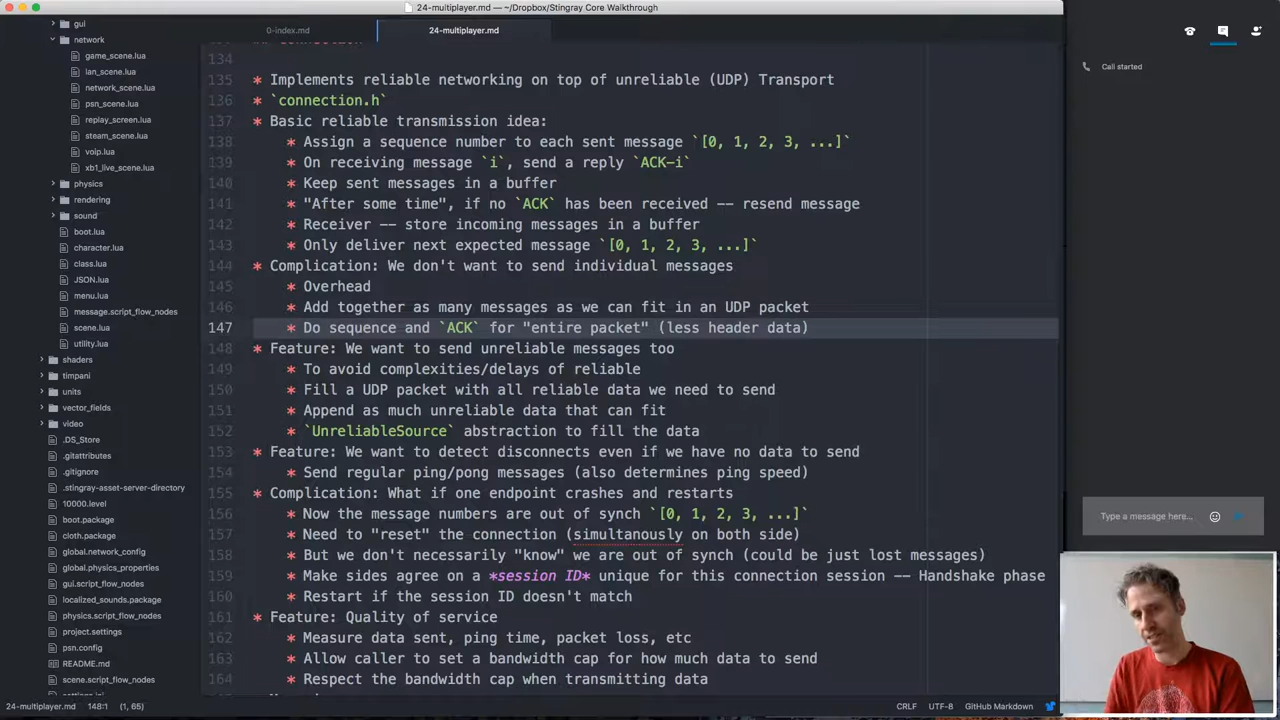 24-multiplayer.md — ~/Dropbox/Stingray Core Walkthrough
0-index.md
24-multiplayer.md
gui
network
game_scene.lua
lan_scene.lua
network_scene.lua
psn_scene.lua
replay_screen.lua
steam_scene.lua
voip.lua
xb1_live_scene.lua
physics
rendering
sound
boot.lua
character.lua
class.lua
JSON.lua
menu.lua
message.script_flow_nodes
scene.lua
utility.lua
shaders
timpani
units
vector_fields
video
.DS_Store
.gitattributes
.gitignore
.stingray-asset-server-directory
10000.level
boot.package
cloth.package
global.network_config
global.physics_properties
gui.script_flow_nodes
localized_sounds.package
physics.script_flow_nodes
project.settings
psn.config
README.md
scene.script_flow_nodes
settings.ini
134
135 * Implements reliable networking on top of unreliable (UDP) Transport
136 * `connection.h`
137 * Basic reliable transmission idea:
138 * Assign a sequence number to each sent message `[0, 1, 2, 3, ...]`
139 * On receiving message `i`, send a reply `ACK-i`
140 * Keep sent messages in a buffer
141 * "After some time", if no `ACK` has been received -- resend message
142 * Receiver -- store incoming messages in a buffer
143 * Only deliver next expected message `[0, 1, 2, 3, ...]`
144 * Complication: We don't want to send individual messages
145 * Overhead
146 * Add together as many messages as we can fit in an UDP packet
147 * Do sequence and `ACK` for "entire packet" (less header data)
148 * Feature: We want to send unreliable messages too
149 * To avoid complexities/delays of reliable
150 * Fill a UDP packet with all reliable data we need to send
151 * Append as much unreliable data that can fit
152 * `UnreliableSource` abstraction to fill the data
153 * Feature: We want to detect disconnects even if we have no data to send
154 * Send regular ping/pong messages (also determines ping speed)
155 * Complication: What if one endpoint crashes and restarts
156 * Now the message numbers are out of synch `[0, 1, 2, 3, ...]`
157 * Need to "reset" the connection (simultanously on both side)
158 * But we don't necessarily "know" we are out of synch (could be just lost messages)
159 * Make sides agree on a *session ID* unique for this connection session -- Handshake phase
160 * Restart if the session ID doesn't match
161 * Feature: Quality of service
162 * Measure data sent, ping time, packet loss, etc
163 * Allow caller to set a bandwidth cap for how much data to send
164 * Respect the bandwidth cap when transmitting data
24-multiplayer.md 148:1 (1, 65)
CRLF UTF-8 GitHub Markdown
Call started
Type a message here...